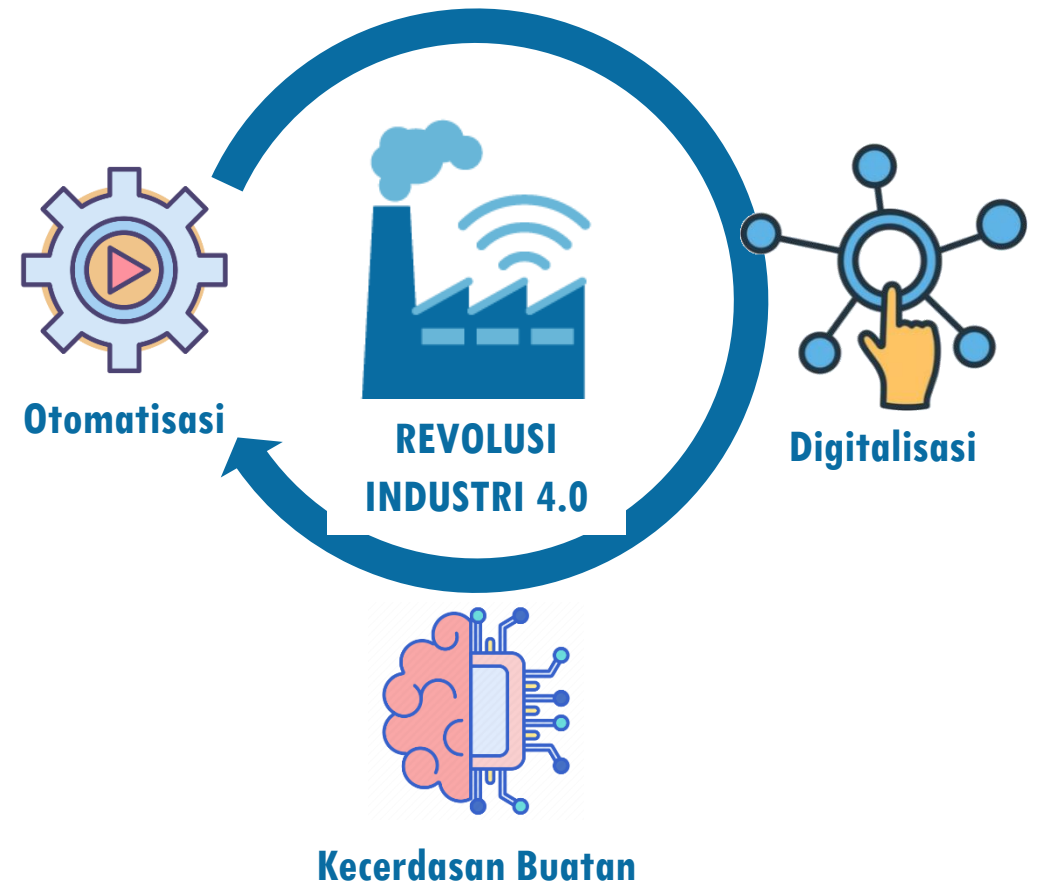 Otomatisasi
REVOLUSI
INDUSTRI 4.0
Digitalisasi
Kecerdasan Buatan